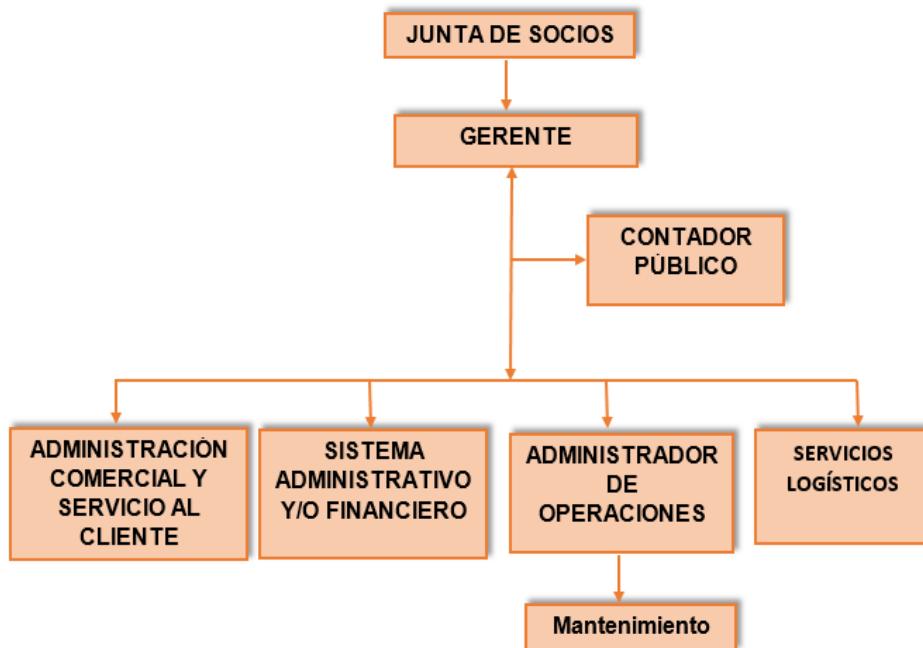 JUNTA DE SOCIOS
GERENTE
CONTADOR
PÚBLICO
ADMINISTRACIÓN
COMERCIAL Y
SERVICIO AL
CLIENTE
SISTEMA
ADMINISTRATIVO
Y/O FINANCIERO
ADMINISTRADOR
DE
OPERACIONES
SERVICIOS
LOGÍSTICOS
Mantenimiento